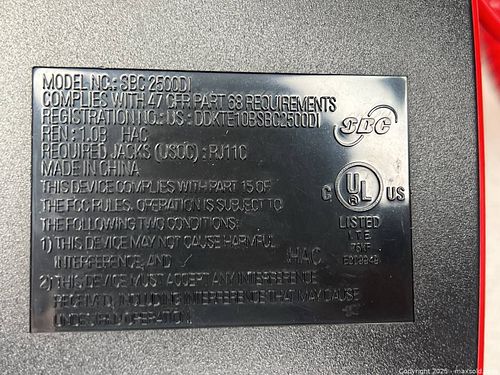 MODEL NO.: SBC 2500DI
COMPLIES WITH 47 CFR PART 68 REQUIREMENTS
REGISTRATION NO.: US : DDKTE10BSBC2500DI
REN : 1.0B HAC
REQUIRED JACKS (USOC) : RJ11C
MADE IN CHINA
THIS DEVICE COMPLIES WITH PART 15 OF
THE FCC RULES. OPERATION IS SUBJECT TO
THE FOLLOWING TWO CONDITIONS:
1) THIS DEVICE MAY NOT CAUSE HARMFUL
INTERFERENCE, AND
2) THIS DEVICE MUST ACCEPT ANY INTERFERENCE
RECEIVED, INCLUDING INTERFERENCE THAT MAY CAUSE
OPERATION.
SBC
C UL US
®
LISTED
I.T.E.
HAC
Copyright 2025 - maxsold